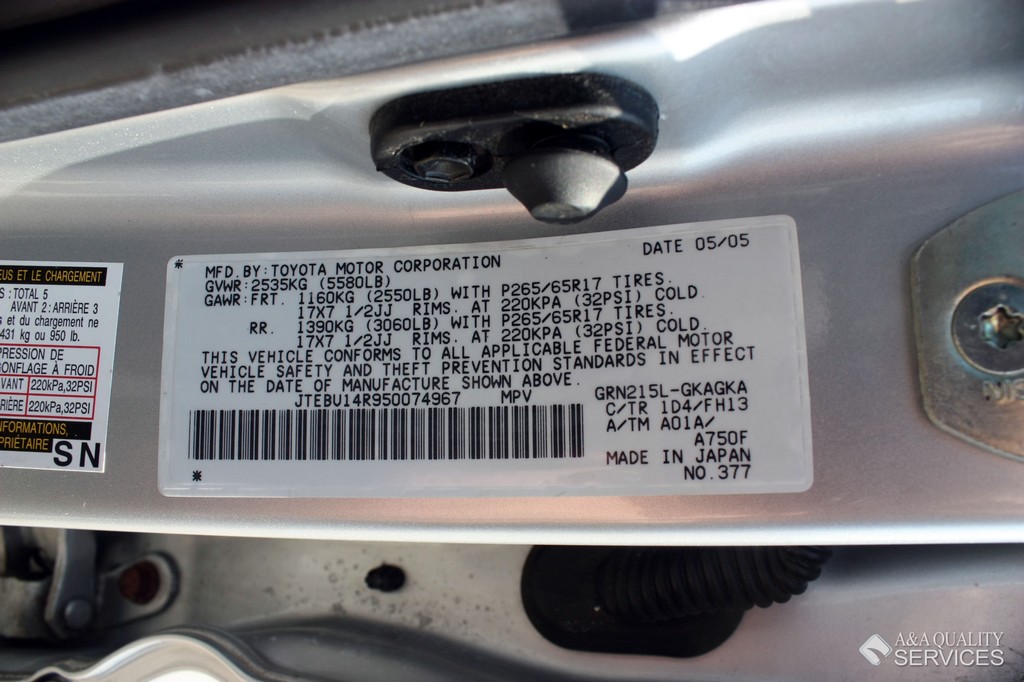 EUS ET LE CHARGEMENT
S : TOTAL 5
AVANT 2: ARRIÈRE 3
s et du chargement ne
431 kg ou 950 lb.
PRESSION DE
GONFLAGE À FROID
VANT 220kPa,32PSI
RIÈRE 220kPa,32PSI
INFORMATIONS,
PRIÉTAIRE
SN
* DATE 05/05
MFD.BY:TOYOTA MOTOR CORPORATION
GVWR:2535KG (5580LB)
GAWR:FRT. 1160KG (2550LB) WITH P265/65R17 TIRES.
17X7 1/2JJ RIMS. AT 220KPA (32PSI) COLD.
RR. 1390KG (3060LB) WITH P265/65R17 TIRES.
17X7 1/2JJ RIMS. AT 220KPA (32PSI) COLD.
THIS VEHICLE CONFORMS TO ALL APPLICABLE FEDERAL MOTOR
VEHICLE SAFETY AND THEFT PREVENTION STANDARDS IN EFFECT
ON THE DATE OF MANUFACTURE SHOWN ABOVE.
JTEBU14R950074967 MPV GRN215L-GKAGKA
C/TR 1D4/FH13
A/TM A01A/
A750F
MADE IN JAPAN
* NO.377
A&A QUALITY
SERVICES